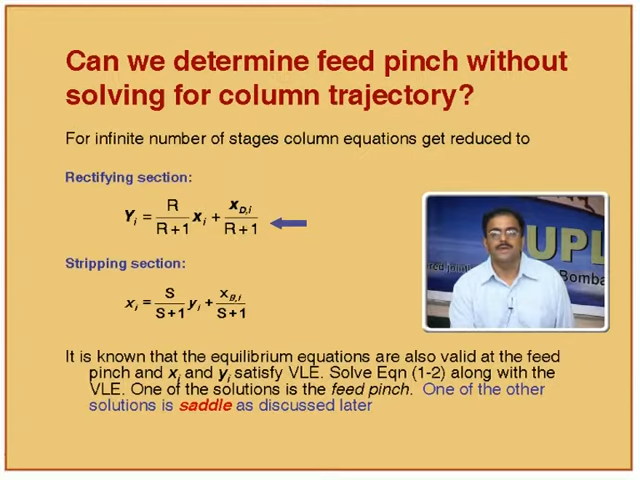 Can we determine feed pinch without
solving for column trajectory?
For infinite number of stages column equations get reduced to
Rectifying section:
Y_i = R/(R+1) x_i + x_{D,i}/(R+1)
Stripping section:
x_i = S/(S+1) y_i + x_{B,i}/(S+1)
UPL
Bomba
It is known that the equilibrium equations are also valid at the feed
pinch and x_i and y_i satisfy VLE. Solve Eqn (1-2) along with the
VLE. One of the solutions is the feed pinch. One of the other
solutions is saddle as discussed later